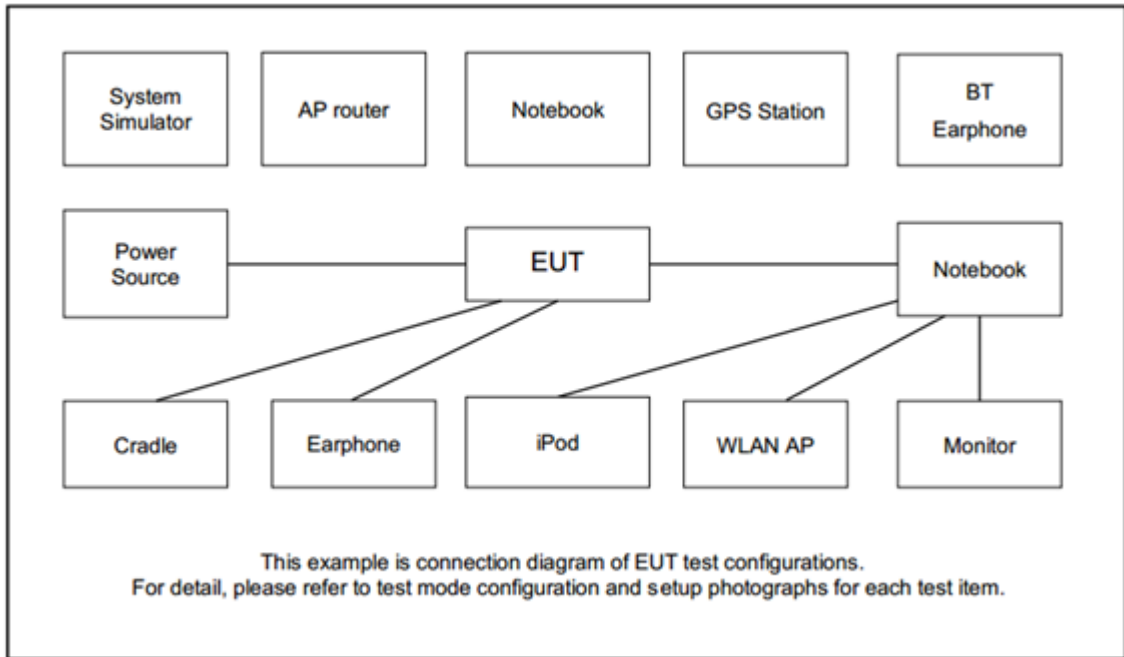 System
Simulator
AP router
Notebook
GPS Station
BT
Earphone
Power
Source
EUT
Notebook
Cradle
Earphone
iPod
WLAN AP
Monitor
This example is connection diagram of EUT test configurations.
For detail, please refer to test mode configuration and setup photographs for each test item.